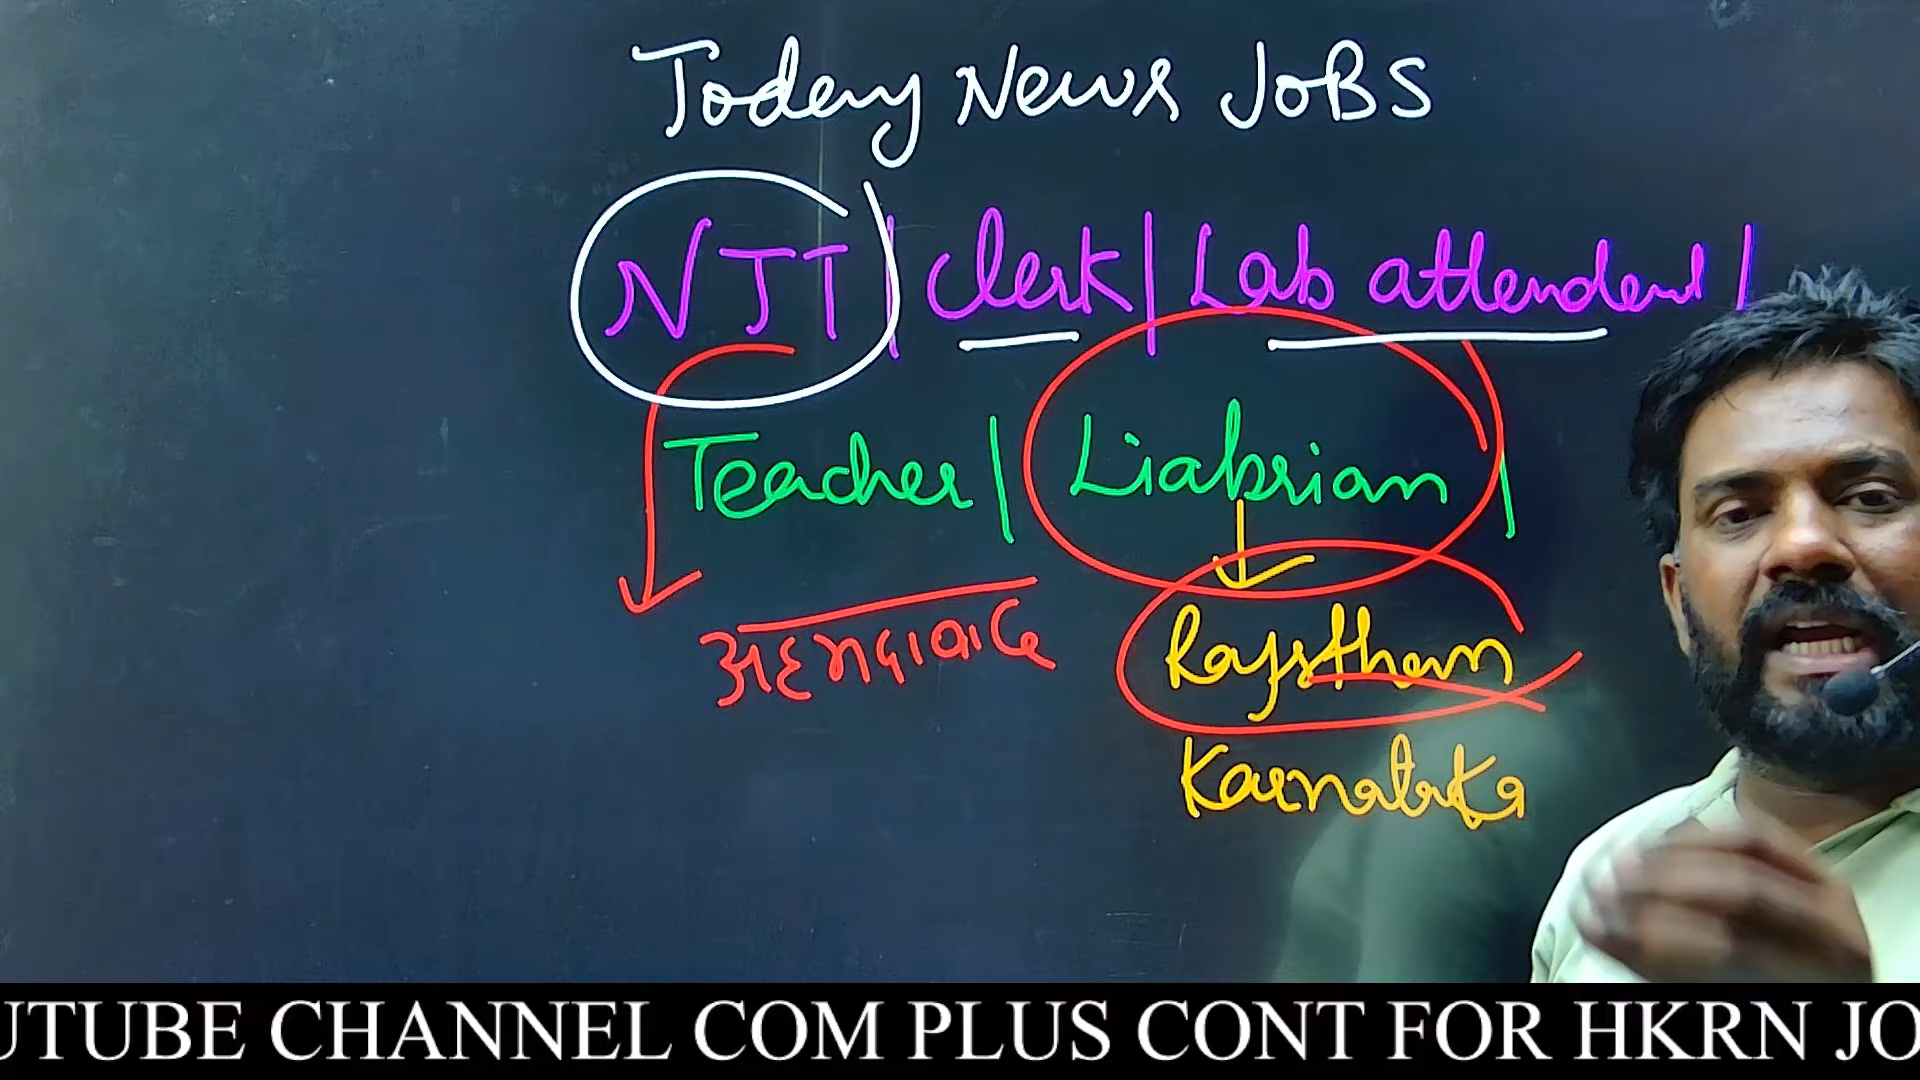 Today News JOBS
NTT | Clerk | Lab attendent |
Teacher | Liabrian |
अहमदाबाद Rajsthan
Karnataka
UTUBE CHANNEL COM PLUS CONT FOR HKRN JO